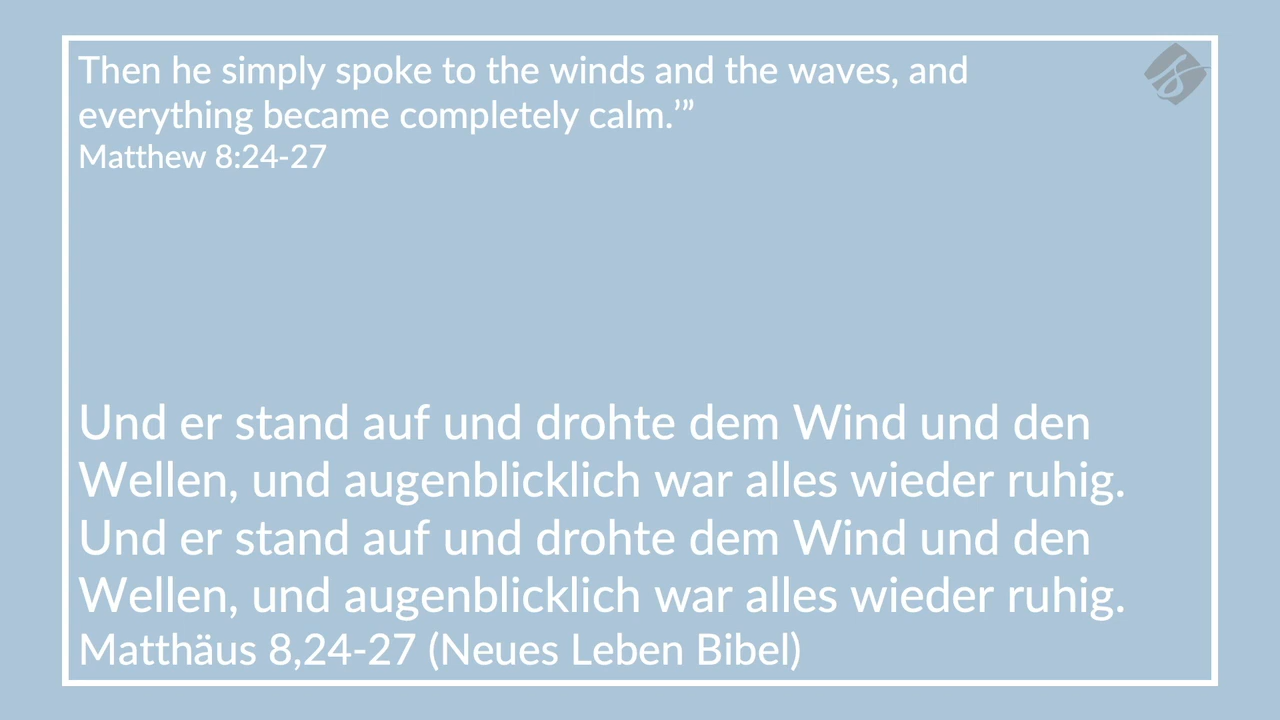 Then he simply spoke to the winds and the waves, and
everything became completely calm.’”
Matthew 8:24-27
Und er stand auf und drohte dem Wind und den
Wellen, und augenblicklich war alles wieder ruhig.
Und er stand auf und drohte dem Wind und den
Wellen, und augenblicklich war alles wieder ruhig.
Matthäus 8,24-27 (Neues Leben Bibel)